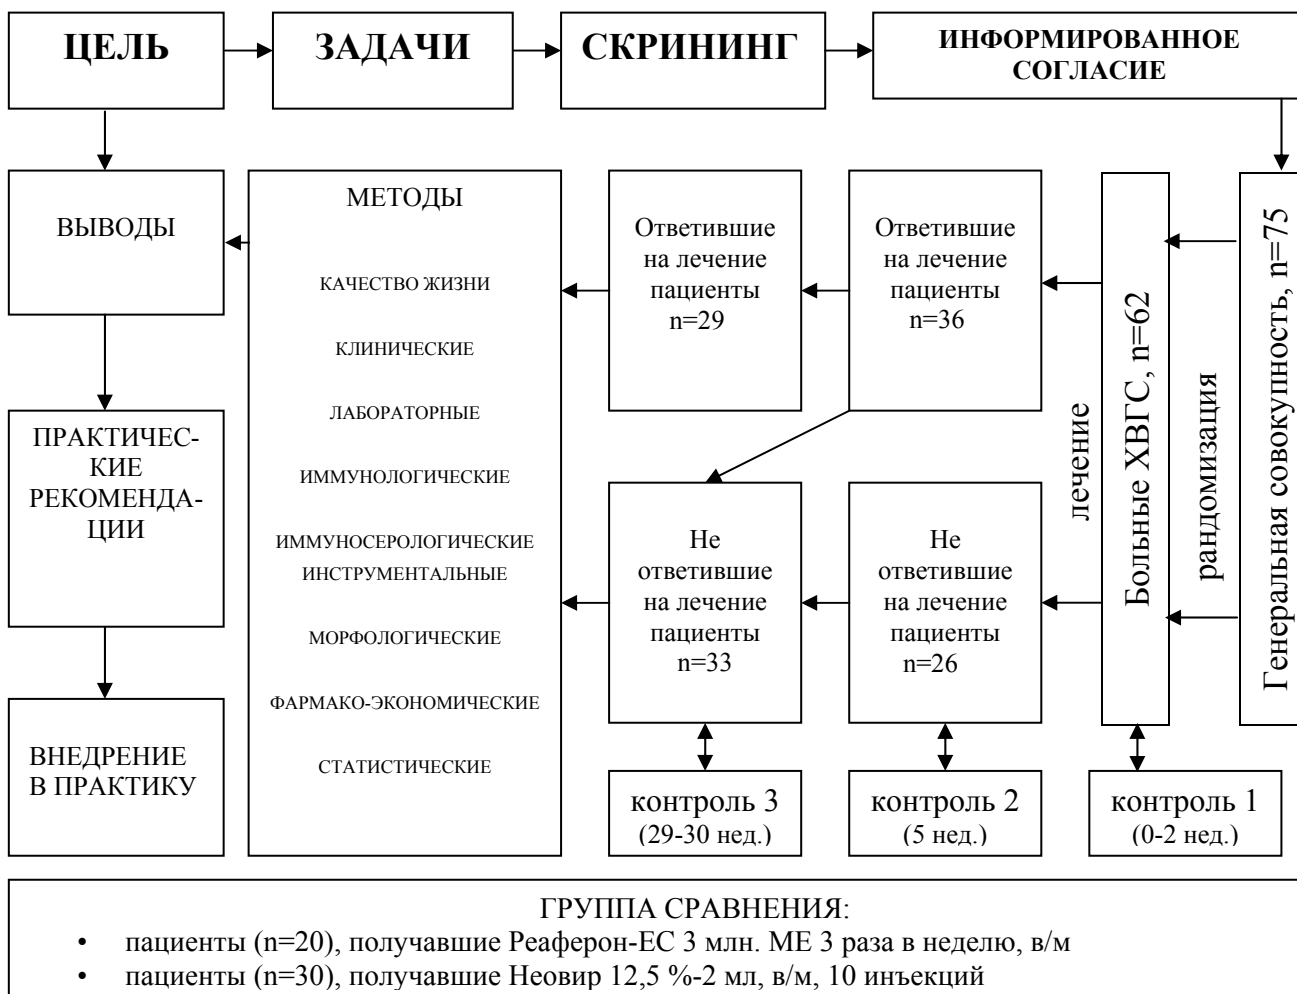 ЦЕЛЬ
ЗАДАЧИ
СКРИНИНГ
ИНФОРМИРОВАННОЕ
СОГЛАСИЕ
ВЫВОДЫ
ПРАКТИЧЕС-
КИЕ
РЕКОМЕНДА-
ЦИИ
ВНЕДРЕНИЕ
В ПРАКТИКУ
МЕТОДЫ
КАЧЕСТВО ЖИЗНИ
КЛИНИЧЕСКИЕ
ЛАБОРАТОРНЫЕ
ИММУНОЛОГИЧЕСКИЕ
ИММУНОСЕРОЛОГИЧЕСКИЕ
ИНСТРУМЕНТАЛЬНЫЕ
МОРФОЛОГИЧЕСКИЕ
ФАРМАКО-ЭКОНОМИЧЕСКИЕ
СТАТИСТИЧЕСКИЕ
Ответившие
на лечение
пациенты
n=29
Ответившие
на лечение
пациенты
n=36
Не
ответившие
на лечение
пациенты
n=33
Не
ответившие
на лечение
пациенты
n=26
лечение
Больные ХВГС, n=62
рандомизация
Генеральная совокупность, n=75
контроль 3
(29-30 нед.)
контроль 2
(5 нед.)
контроль 1
(0-2 нед.)
ГРУППА СРАВНЕНИЯ:
• пациенты (n=20), получавшие Реаферон-ЕС 3 млн. МЕ 3 раза в неделю, в/м
• пациенты (n=30), получавшие Неовир 12,5 %-2 мл, в/м, 10 инъекций